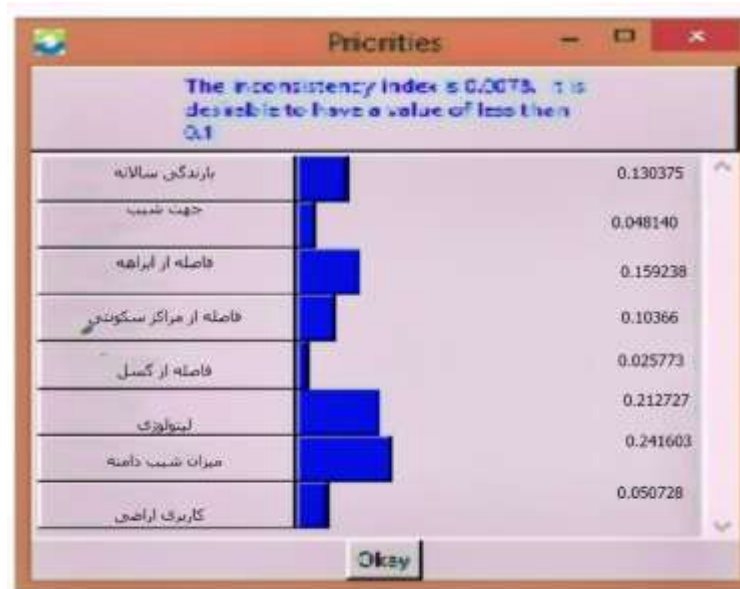 Priorities
The inconsistency index is 0.0078. It is
desirable to have a value of less than
0.1
بارندگی سالانه 0.130375
جهت شیب 0.048140
فاصله از آبراهه 0.159238
فاصله از مراکز سکونتی 0.10366
فاصله از گسل 0.025773
لیتولوژی 0.212727
میزان شیب دامنه 0.241603
کاربری اراضی 0.050728
Okay